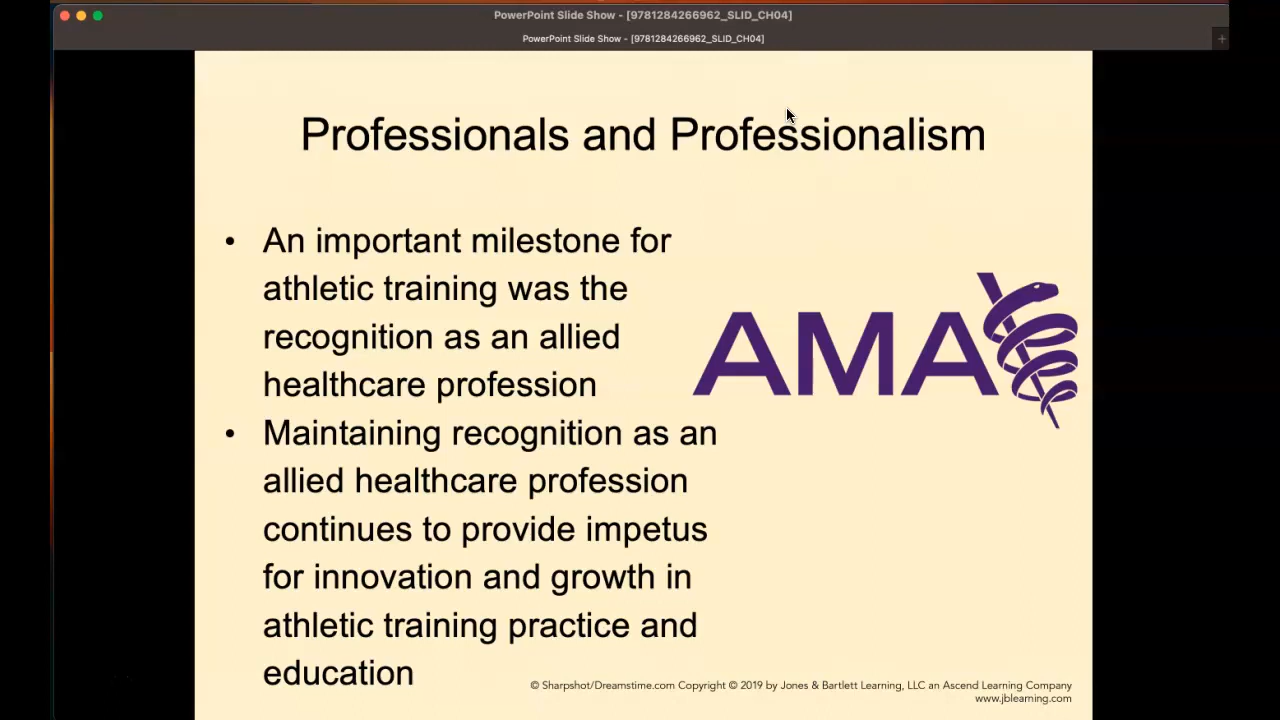 PowerPoint Slide Show - [9781284266962_SLID_CH04]
PowerPoint Slide Show - [9781284266962_SLID_CH04]
Professionals and Professionalism
• An important milestone for
athletic training was the
recognition as an allied
healthcare profession
• Maintaining recognition as an
allied healthcare profession
continues to provide impetus
for innovation and growth in
athletic training practice and
education
AMA
© Sharpshot/Dreamstime.com Copyright © 2019 by Jones & Bartlett Learning, LLC an Ascend Learning Company
www.jblearning.com